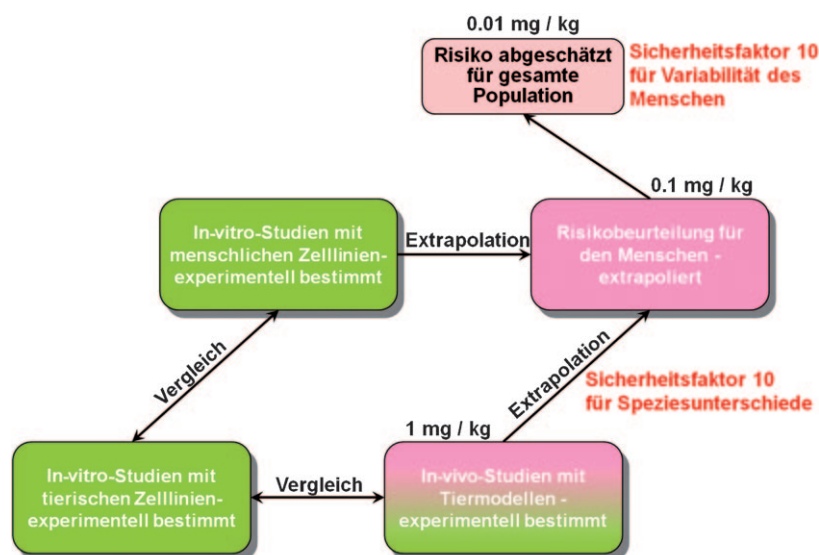 0.01 mg / kg
Risiko abgeschätzt
für gesamte
Population
Sicherheitsfaktor 10
für Variabilität des
Menschen
0.1 mg / kg
In-vitro-Studien mit
menschlichen Zelllinien-
experimentell bestimmt
Extrapolation
Risikobeurteilung für
den Menschen -
extrapoliert
Vergleich
Extrapolation
Sicherheitsfaktor 10
für Speziesunterschiede
1 mg / kg
In-vitro-Studien mit
tierischen Zelllinien-
experimentell bestimmt
Vergleich
In-vivo-Studien mit
Tiermodellen -
experimentell bestimmt